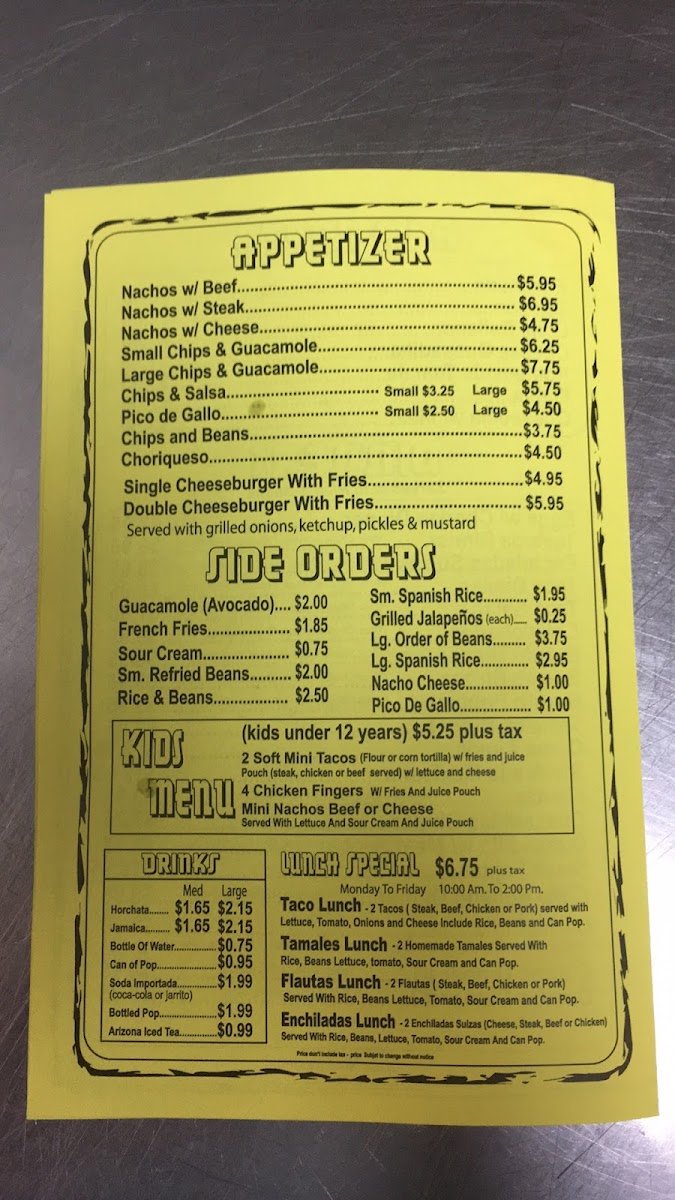 APPETIZER
Nachos w/ Beef.......................................................... $5.95
Nachos w/ Steak........................................................ $6.95
Nachos w/ Cheese..................................................... $4.75
Small Chips & Guacamole......................................... $6.25
Large Chips & Guacamole......................................... $7.75
Chips & Salsa................................ Small $3.25 Large $5.75
Pico de Gallo................................. Small $2.50 Large $4.50
Chips and Beans........................................................ $3.75
Choriqueso................................................................ $4.50
Single Cheeseburger With Fries................................ $4.95
Double Cheeseburger With Fries............................... $5.95
Served with grilled onions, ketchup, pickles & mustard
SIDE ORDERS
Guacamole (Avocado).... $2.00
French Fries.................... $1.85
Sour Cream..................... $0.75
Sm. Refried Beans.......... $2.00
Rice & Beans.................. $2.50
Sm. Spanish Rice............ $1.95
Grilled Jalapeños (each)..... $0.25
Lg. Order of Beans......... $3.75
Lg. Spanish Rice............. $2.95
Nacho Cheese................. $1.00
Pico De Gallo................... $1.00
KIDS MENU
(kids under 12 years) $5.25 plus tax
2 Soft Mini Tacos (Flour or corn tortilla) w/ fries and juice
Pouch (steak, chicken or beef served) w/ lettuce and cheese
4 Chicken Fingers W/ Fries And Juice Pouch
Mini Nachos Beef or Cheese
Served With Lettuce And Sour Cream And Juice Pouch
DRINKS
Med Large
Horchata....... $1.65 $2.15
Jamaica......... $1.65 $2.15
Bottle Of Water................ $0.75
Can of Pop...................... $0.95
Soda Importada............... $1.99
(coca-cola or jarrito)
Bottled Pop..................... $1.99
Arizona Iced Tea.............. $0.99
LUNCH SPECIAL $6.75 plus tax
Monday To Friday 10:00 Am. To 2:00 Pm.
Taco Lunch - 2 Tacos ( Steak, Beef, Chicken or Pork) served with
Lettuce, Tomato, Onions and Cheese Include Rice, Beans and Can Pop.
Tamales Lunch - 2 Homemade Tamales Served With
Rice, Beans Lettuce, tomato, Sour Cream and Can Pop.
Flautas Lunch - 2 Flautas ( Steak, Beef, Chicken or Pork)
Served With Rice, Beans Lettuce, Tomato, Sour Cream and Can Pop.
Enchiladas Lunch - 2 Enchiladas Suizas (Cheese, Steak, Beef or Chicken)
Served With Rice, Beans, Lettuce, Tomato, Sour Cream And Can Pop.
Price don't include tax - price Subjet to change without notice